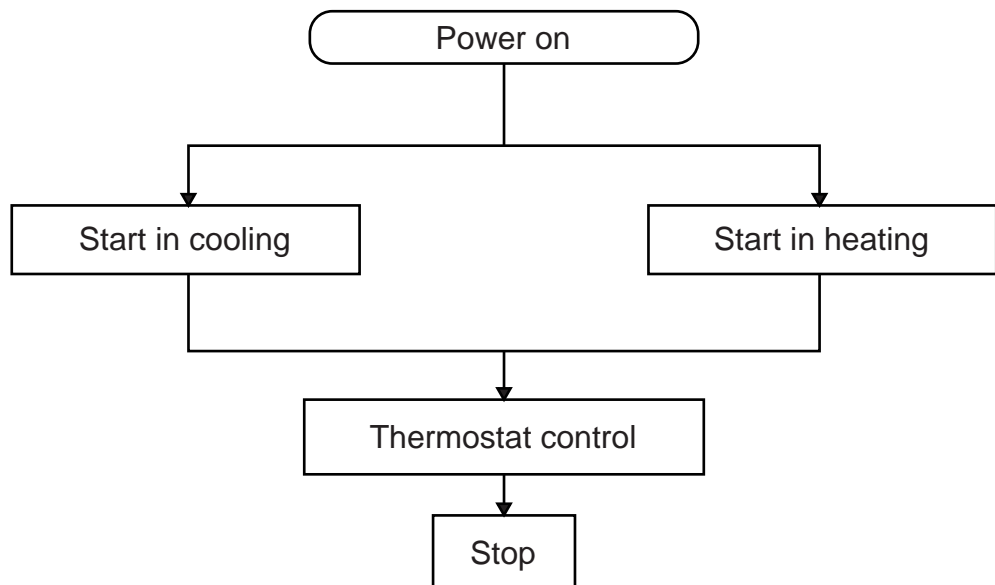 Power on
Start in cooling
Start in heating
Thermostat control
Stop